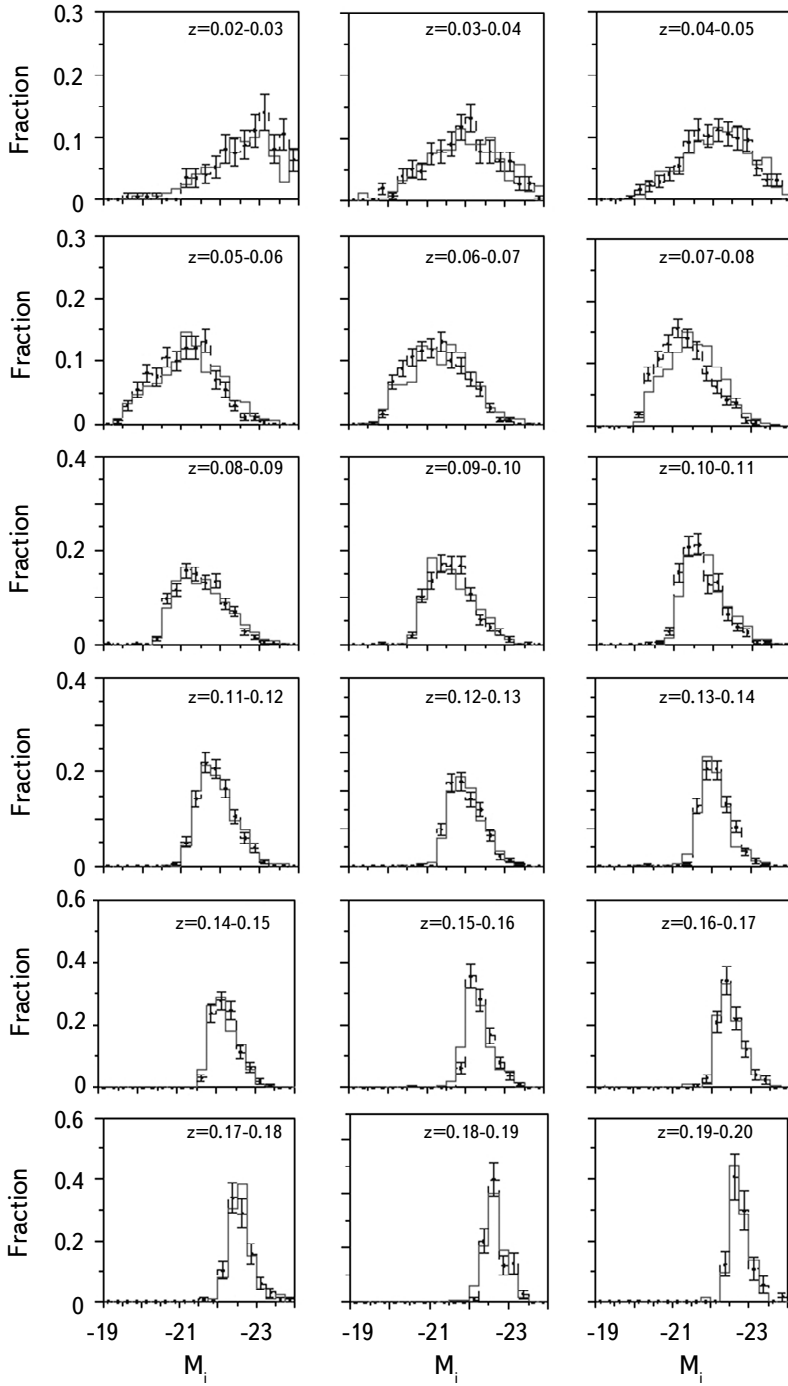 0.3
0.2
0.1
0
Fraction
z=0.02-0.03
z=0.03-0.04
z=0.04-0.05
0.3
0.2
0.1
0
Fraction
z=0.05-0.06
z=0.06-0.07
z=0.07-0.08
0.4
0.2
0
Fraction
z=0.08-0.09
z=0.09-0.10
z=0.10-0.11
0.4
0.2
0
Fraction
z=0.11-0.12
z=0.12-0.13
z=0.13-0.14
0.6
0.4
0.2
0
Fraction
z=0.14-0.15
z=0.15-0.16
z=0.16-0.17
0.6
0.4
0.2
0
Fraction
z=0.17-0.18
z=0.18-0.19
z=0.19-0.20
-19 -21 -23
-19 -21 -23
-19 -21 -23
Mi
Mi
Mi